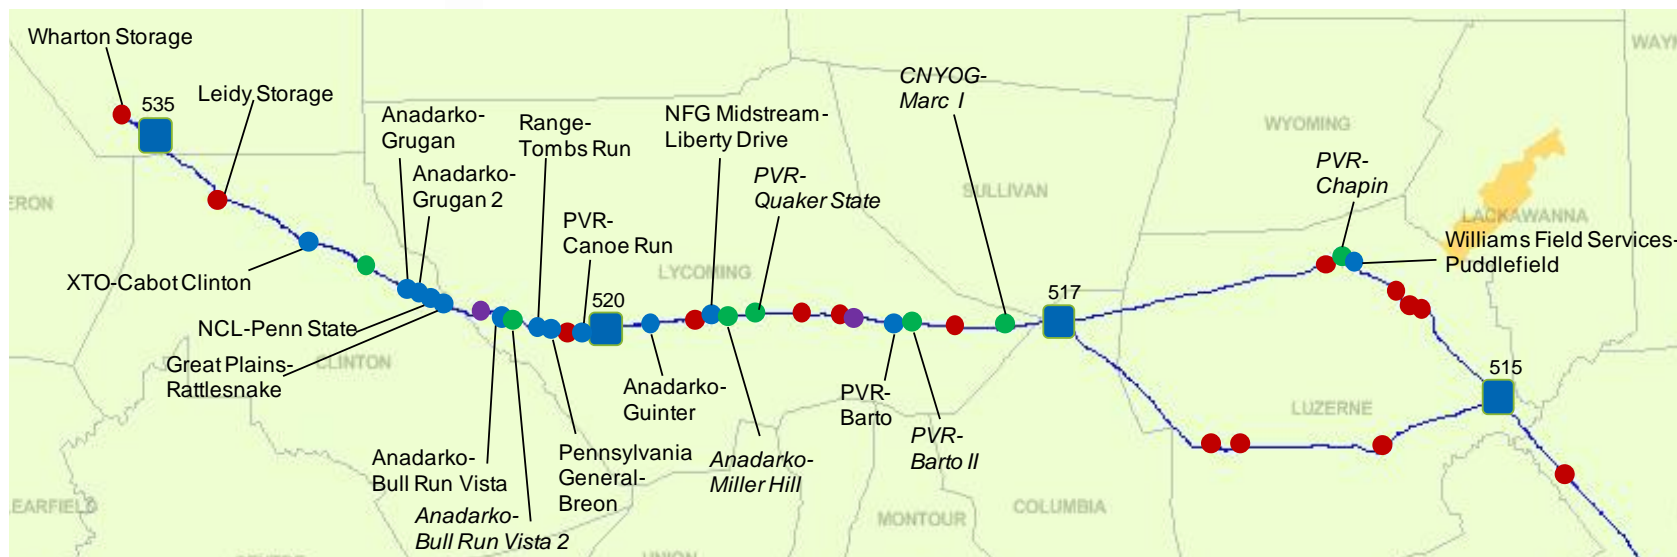 Wharton Storage
535
Leidy Storage
Anadarko-
Grugan
Anadarko-
Grugan 2
Range-
Tombs Run
PVR-
Canoe Run
520
NFG Midstream-
Liberty Drive
PVR-
Quaker State
CNYOG-
Marc I
517
PVR-
Chapin
Williams Field Services-
Puddlefield
515
XTO-Cabot Clinton
NCL-Penn State
Great Plains-
Rattlesnake
Anadarko-
Bull Run Vista
Anadarko-
Bull Run Vista 2
Pennsylvania
General-
Breon
Anadarko-
Guinter
Anadarko-
Miller Hill
PVR-
Barto
PVR-
Barto II
ERON
CLINTON
LYCOMING
SULLIVAN
WYOMING
LACKAWANNA
WAYN
LUZERNE
COLUMBIA
MONTOUR
UNION
LEARFIELD